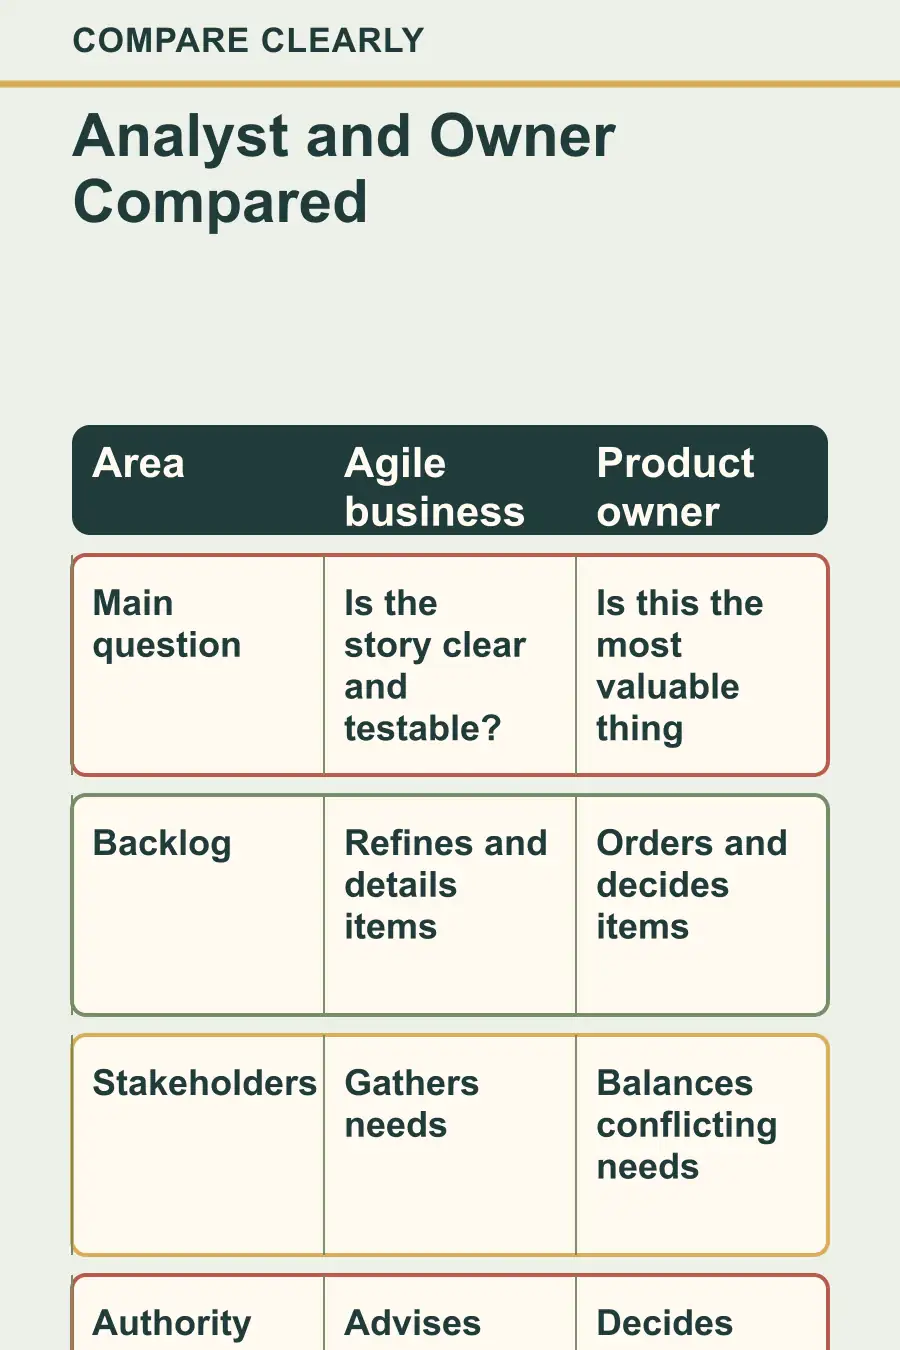 COMPARE CLEARLY
Analyst and Owner
Compared
Area
Agile
business
Product
owner
Main
question
Is the
story clear
and
testable?
Is this the
most
valuable
thing
Backlog
Refines and
details
items
Orders and
decides
items
Stakeholders
Gathers
needs
Balances
conflicting
needs
Authority
Advises
Decides